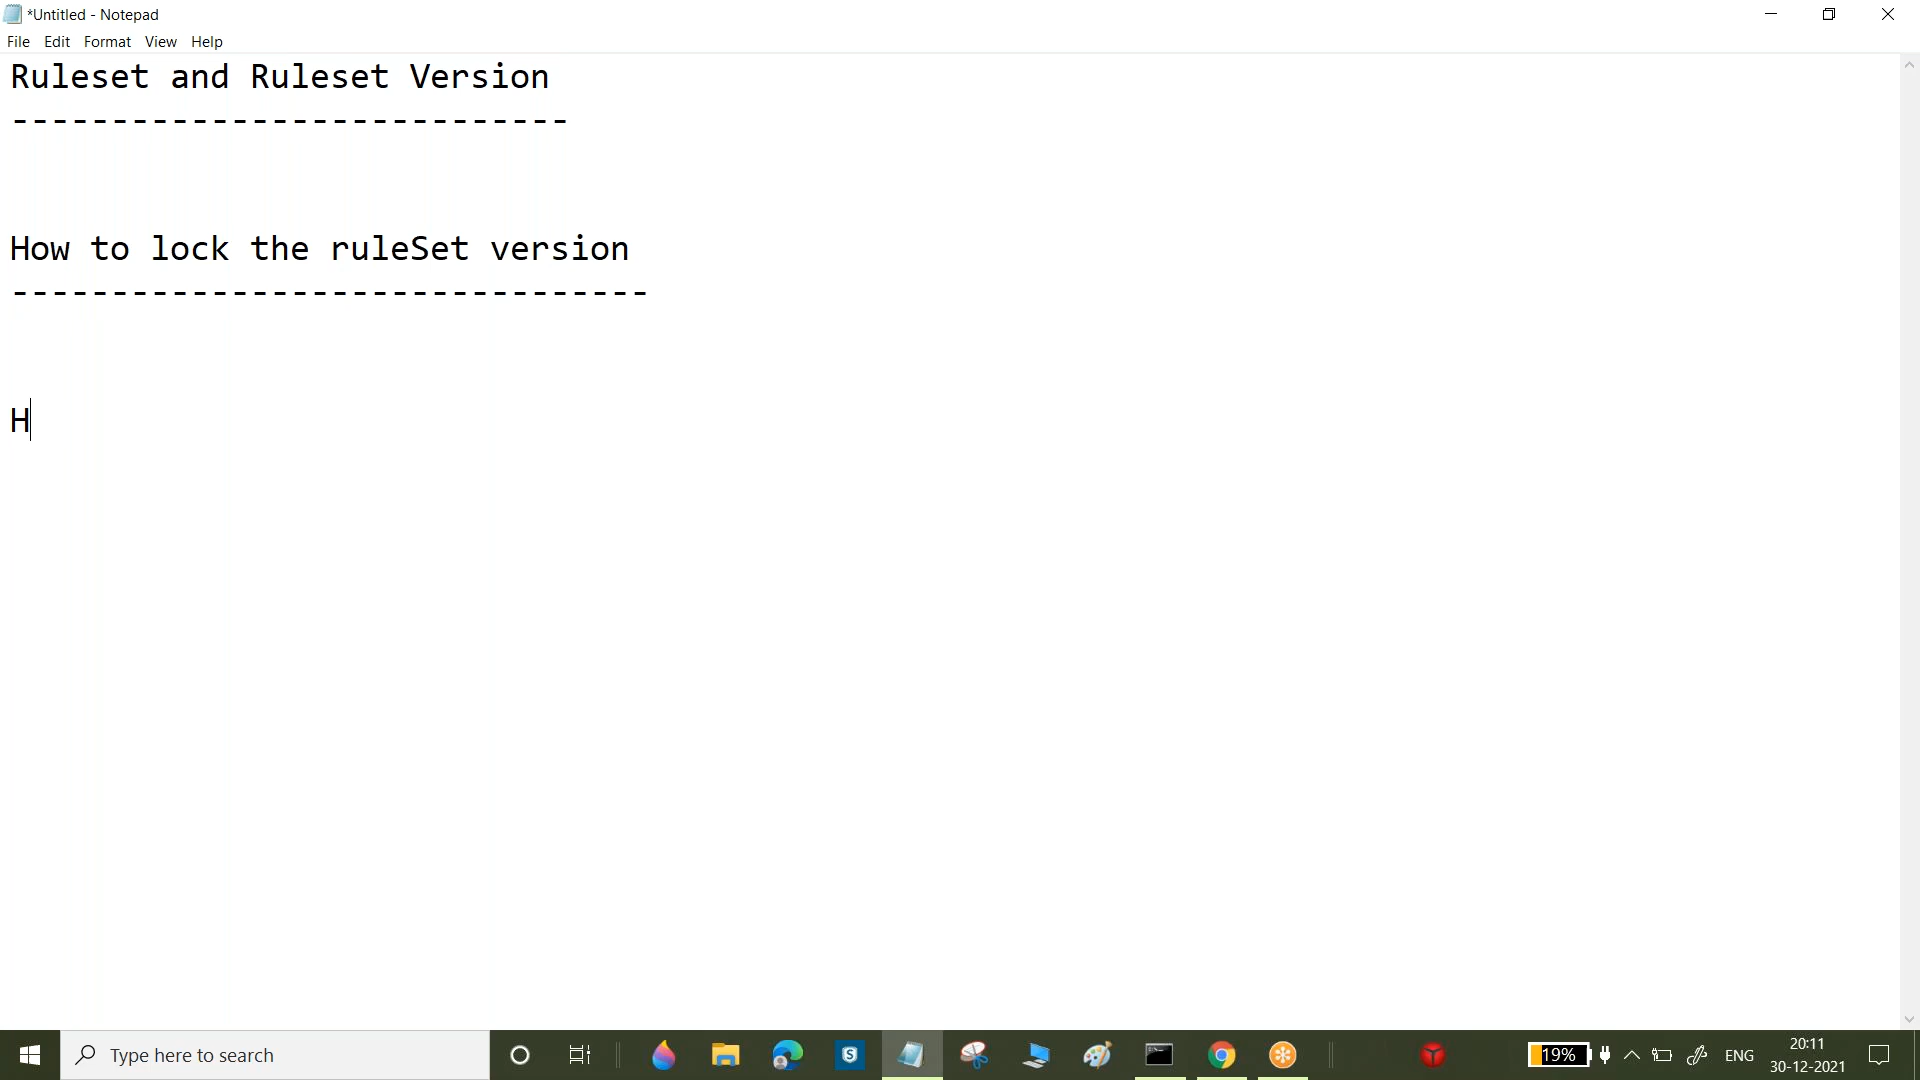 *Untitled - Notepad
File Edit Format View Help
Ruleset and Ruleset Version
----------------------------
How to lock the ruleSet version
--------------------------------
H
Type here to search
19%
ENG
20:11
30-12-2021